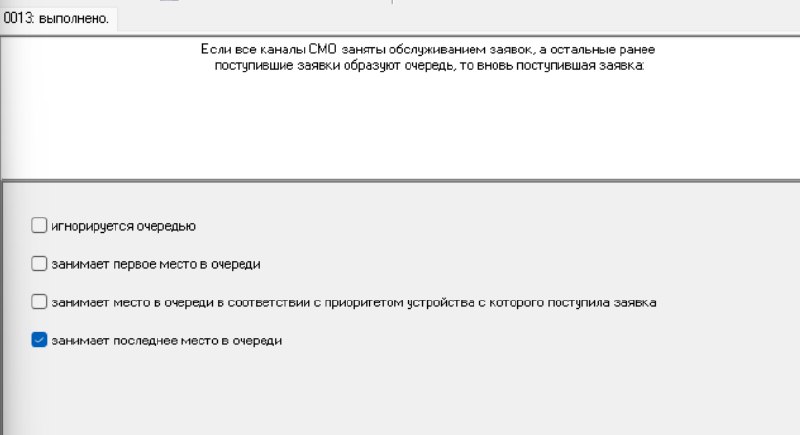 0013: выполнено.
Если все каналы СМО заняты обслуживанием заявок, а остальные ранее
поступившие заявки образуют очередь, то вновь поступившая заявка:
игнорируется очередью
занимает первое место в очереди
занимает место в очереди в соответствии с приоритетом устройства с которого поступила заявка
занимает последнее место в очереди